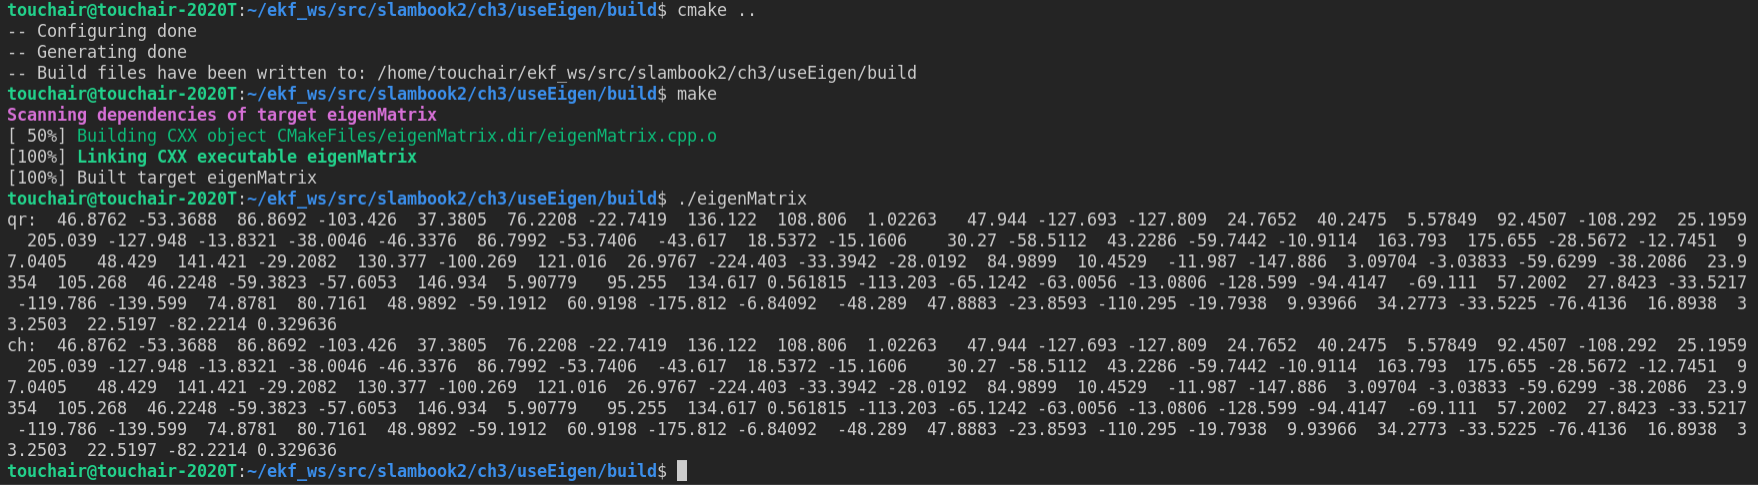 touchair@touchair-2020T:~/ekf_ws/src/slambook2/ch3/useEigen/build$ cmake ..
-- Configuring done
-- Generating done
-- Build files have been written to: /home/touchair/ekf_ws/src/slambook2/ch3/useEigen/build
touchair@touchair-2020T:~/ekf_ws/src/slambook2/ch3/useEigen/build$ make
Scanning dependencies of target eigenMatrix
[ 50%] Building CXX object CMakeFiles/eigenMatrix.dir/eigenMatrix.cpp.o
[100%] Linking CXX executable eigenMatrix
[100%] Built target eigenMatrix
touchair@touchair-2020T:~/ekf_ws/src/slambook2/ch3/useEigen/build$ ./eigenMatrix
qr:  46.8762 -53.3688  86.8692 -103.426  37.3805  76.2208 -22.7419  136.122  108.806  1.02263   47.944 -127.693 -127.809  24.7652  40.2475  5.57849  92.4507 -108.292  25.1959
  205.039 -127.948 -13.8321 -38.0046 -46.3376  86.7992 -53.7406  -43.617  18.5372 -15.1606    30.27 -58.5112  43.2286 -59.7442 -10.9114  163.793  175.655 -28.5672 -12.7451  9
7.0405   48.429  141.421 -29.2082  130.377 -100.269  121.016  26.9767 -224.403 -33.3942 -28.0192  84.9899  10.4529  -11.987 -147.886  3.09704 -3.03833 -59.6299 -38.2086  23.9
354  105.268  46.2248 -59.3823 -57.6053  146.934  5.90779   95.255  134.617 0.561815 -113.203 -65.1242 -63.0056 -13.0806 -128.599 -94.4147  -69.111  57.2002  27.8423 -33.5217
 -119.786 -139.599  74.8781  80.7161  48.9892 -59.1912  60.9198 -175.812 -6.84092  -48.289  47.8883 -23.8593 -110.295 -19.7938  9.93966  34.2773 -33.5225 -76.4136  16.8938  3
3.2503  22.5197 -82.2214 0.329636
ch:  46.8762 -53.3688  86.8692 -103.426  37.3805  76.2208 -22.7419  136.122  108.806  1.02263   47.944 -127.693 -127.809  24.7652  40.2475  5.57849  92.4507 -108.292  25.1959
  205.039 -127.948 -13.8321 -38.0046 -46.3376  86.7992 -53.7406  -43.617  18.5372 -15.1606    30.27 -58.5112  43.2286 -59.7442 -10.9114  163.793  175.655 -28.5672 -12.7451  9
7.0405   48.429  141.421 -29.2082  130.377 -100.269  121.016  26.9767 -224.403 -33.3942 -28.0192  84.9899  10.4529  -11.987 -147.886  3.09704 -3.03833 -59.6299 -38.2086  23.9
354  105.268  46.2248 -59.3823 -57.6053  146.934  5.90779   95.255  134.617 0.561815 -113.203 -65.1242 -63.0056 -13.0806 -128.599 -94.4147  -69.111  57.2002  27.8423 -33.5217
 -119.786 -139.599  74.8781  80.7161  48.9892 -59.1912  60.9198 -175.812 -6.84092  -48.289  47.8883 -23.8593 -110.295 -19.7938  9.93966  34.2773 -33.5225 -76.4136  16.8938  3
3.2503  22.5197 -82.2214 0.329636
touchair@touchair-2020T:~/ekf_ws/src/slambook2/ch3/useEigen/build$